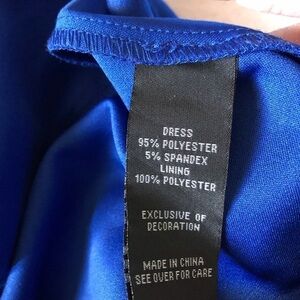 DRESS
95% POLYESTER
5% SPANDEX
LINING
100% POLYESTER
EXCLUSIVE OF
DECORATION
MADE IN CHINA
SEE OVER FOR CARE